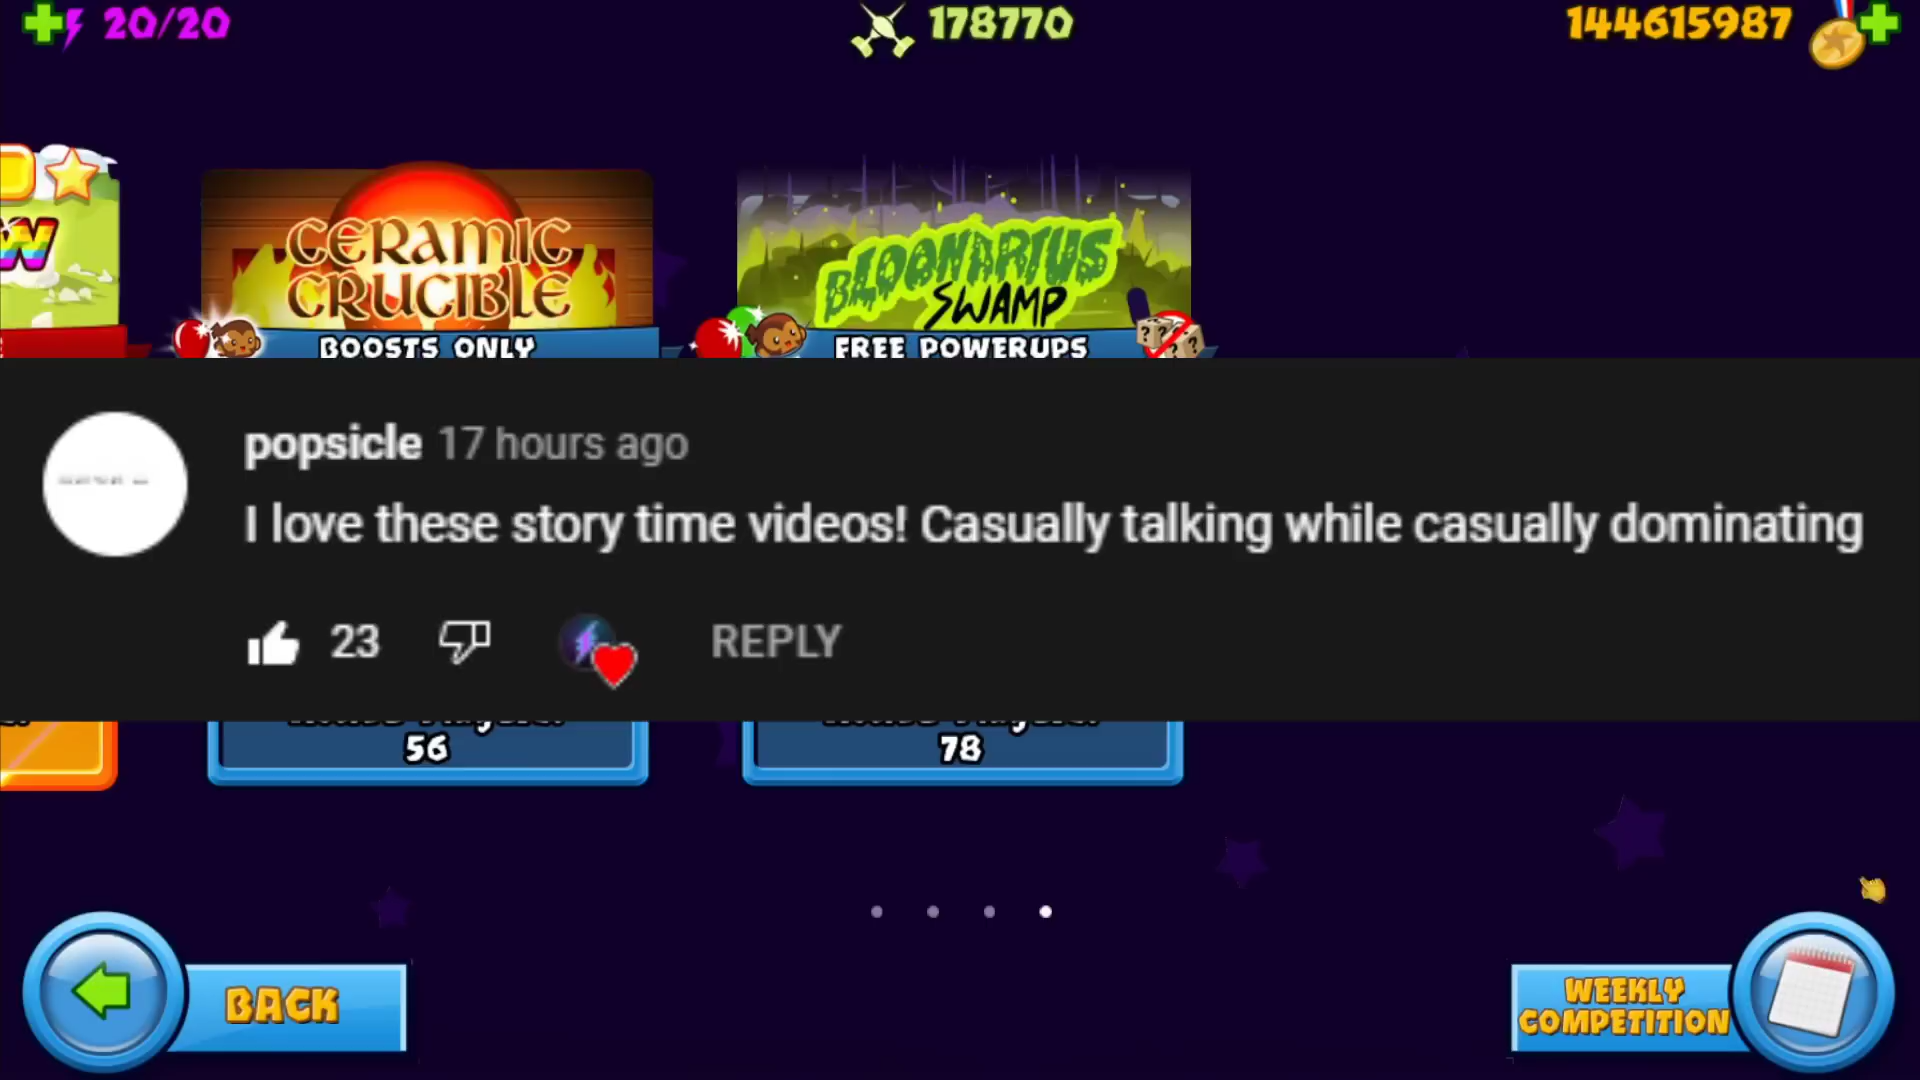 20/20
178770
144615987
W
CERAMIC
CRUCIBLE
BLOONARIUS
SWAMP
BOOSTS ONLY
FREE POWERUPS
? ? ?
popsicle 17 hours ago
I love these story time videos! Casually talking while casually dominating
23
REPLY
56
78
BACK
WEEKLY
COMPETITION